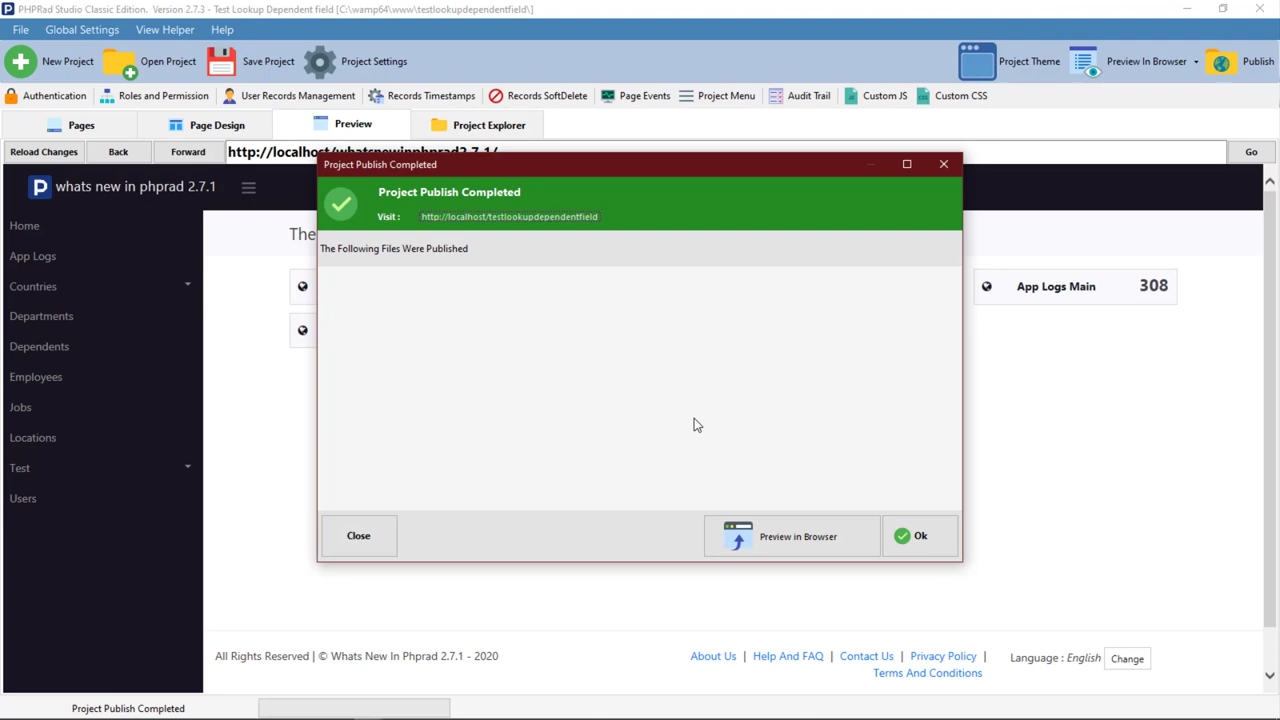 PHPRad Studio Classic Edition. Version 2.7.3 - Test Lookup Dependent field [C:\wamp64\www\testlookupdependentfield\]
File Global Settings View Helper Help
New Project Open Project Save Project Project Settings Project Theme Preview In Browser Publish
Authentication Roles and Permission User Records Management Records Timestamps Records SoftDelete Page Events Project Menu Audit Trail Custom JS Custom CSS
Pages Page Design Preview Project Explorer
Reload Changes Back Forward http://localhost/whatsnewinphprad2.7.1/ Go
Project Publish Completed
whats new in phprad 2.7.1
Project Publish Completed
Visit : http://localhost/testlookupdependentfield
Home
The
The Following Files Were Published
App Logs
Countries
App Logs Main 308
Departments
Dependents
Employees
Jobs
Locations
Test
Users
Close Preview in Browser Ok
All Rights Reserved | © Whats New In Phprad 2.7.1 - 2020 About Us | Help And FAQ | Contact Us | Privacy Policy | Language : English Change
Terms And Conditions
Project Publish Completed